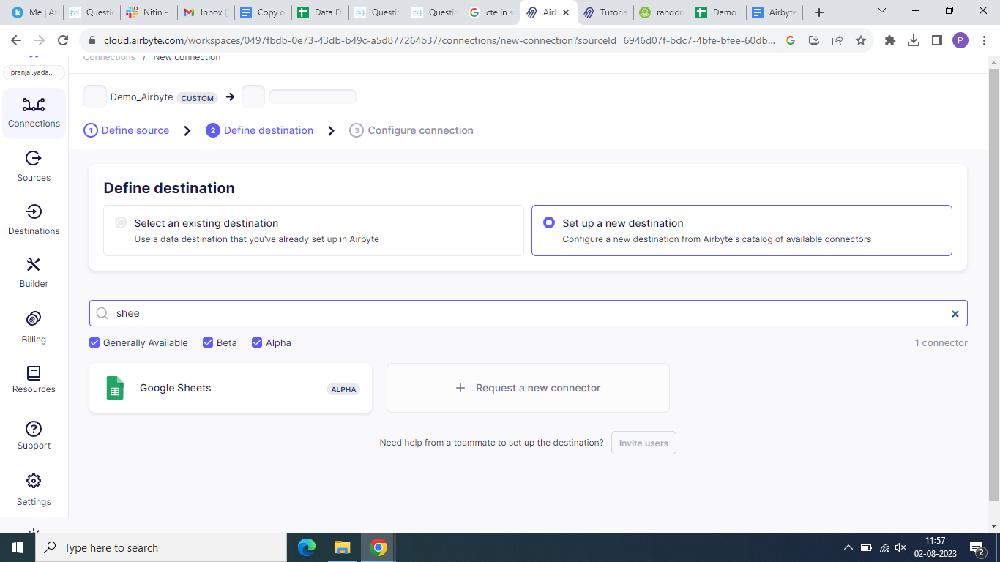 Me | At
Questic
Nitin -
Inbox (
Copy o
Data D
Questic
Questic
cte in s
Airl
Tutoria
randon
Demo1
Airbyte
cloud.airbyte.com/workspaces/0497fbdb-0e73-43db-b49c-a5d877264b37/connections/new-connection?sourceId=6946d07f-bdc7-4bfe-bfee-60db...
P
Connections / New connection
pranjal.yada...
Demo_Airbyte CUSTOM
1 Define source
2 Define destination
3 Configure connection
Connections
Sources
Destinations
Builder
Billing
Resources
Support
Settings
Define destination
Select an existing destination
Use a data destination that you've already set up in Airbyte
Set up a new destination
Configure a new destination from Airbyte's catalog of available connectors
shee
Generally Available
Beta
Alpha
1 connector
Google Sheets
ALPHA
+ Request a new connector
Need help from a teammate to set up the destination?
Invite users
Type here to search
11:57
02-08-2023
2